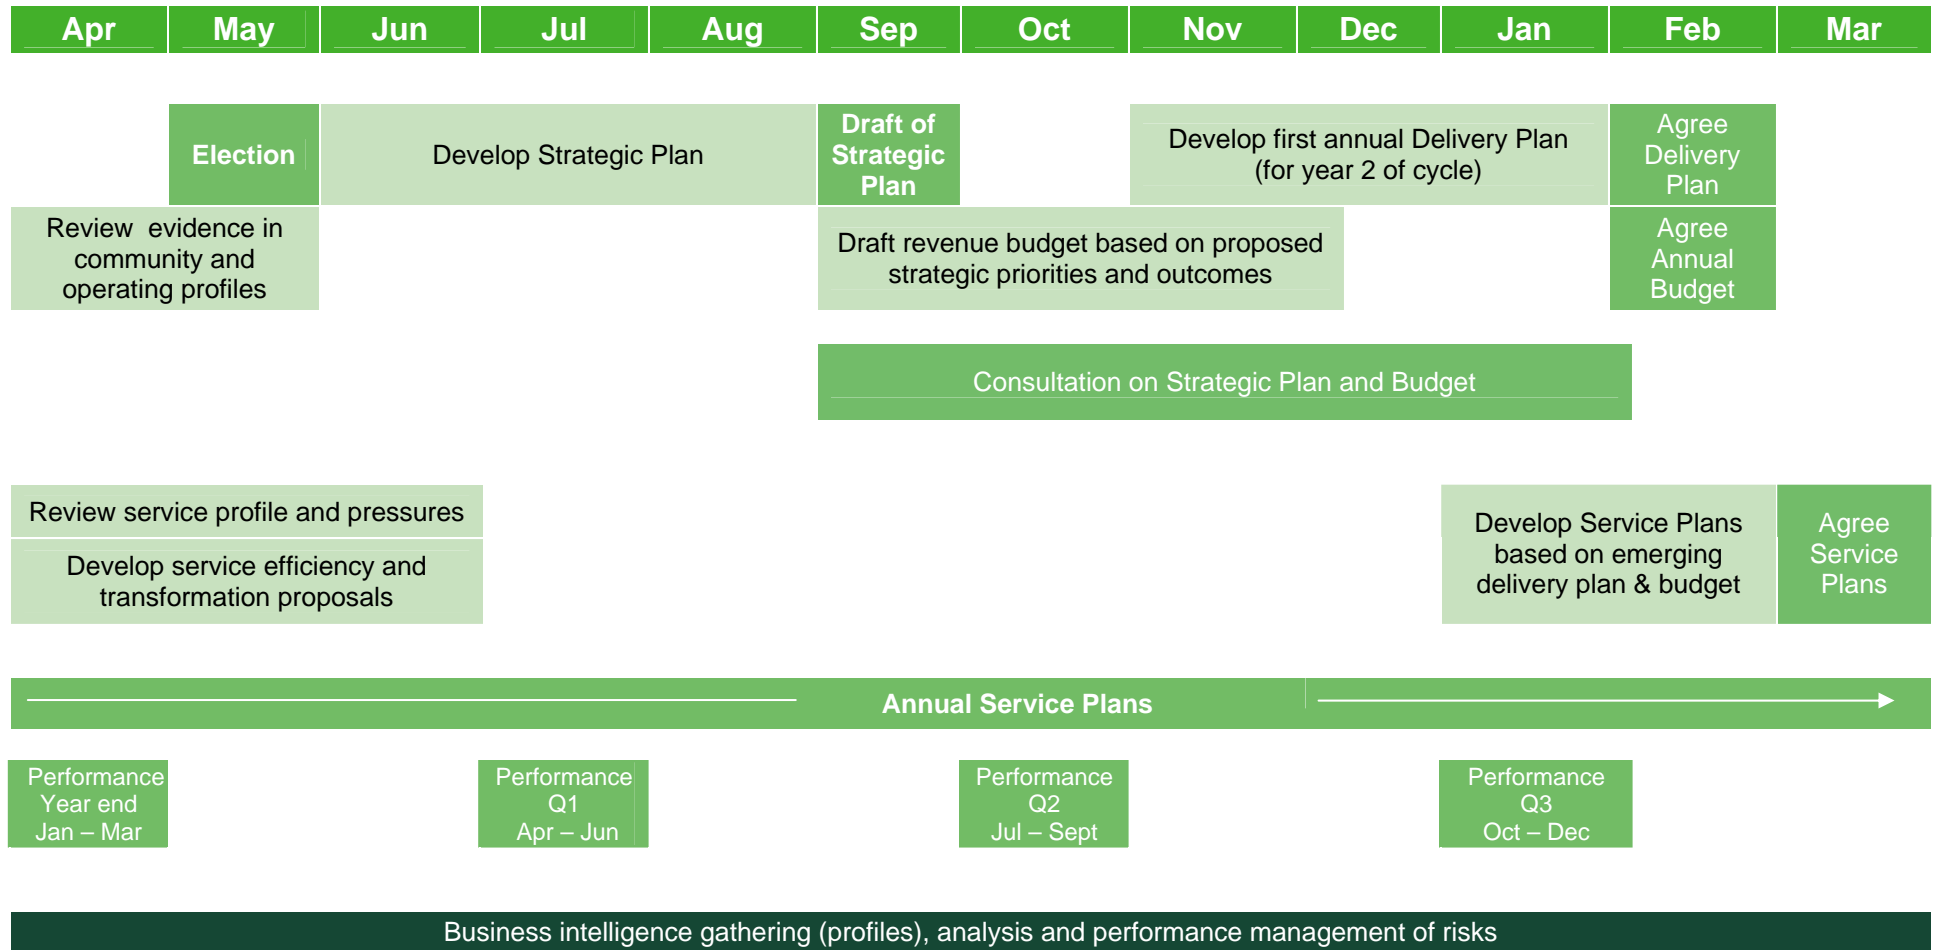 Apr May Jun Jul Aug Sep Oct Nov Dec Jan Feb Mar
Election
Develop Strategic Plan
Draft of
Strategic
Plan
Develop first annual Delivery Plan
(for year 2 of cycle)
Agree
Delivery
Plan
Review evidence in
community and
operating profiles
Draft revenue budget based on proposed
strategic priorities and outcomes
Agree
Annual
Budget
Consultation on Strategic Plan and Budget
Review service profile and pressures
Develop service efficiency and
transformation proposals
Develop Service Plans
based on emerging
delivery plan & budget
Agree
Service
Plans
Annual Service Plans
Performance
Year end
Jan – Mar
Performance
Q1
Apr – Jun
Performance
Q2
Jul – Sept
Performance
Q3
Oct – Dec
Business intelligence gathering (profiles), analysis and performance management of risks